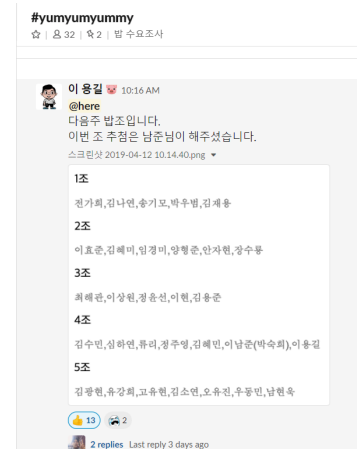 #yumyumyummy
32 | 2 | 밥 수요조사
이 용길 10:16 AM
@here
다음주 밥조입니다.
이번 조 추첨은 남준님이 해주셨습니다.
스크린샷 2019-04-12 10.14.40.png
1조
전가희,김나연,송기모,박우범,김재용
2조
이효준,김혜미,임경미,양행준,안자현,장수룡
3조
최해관,이상원,정윤선,이현,김용준
4조
김수민,심하연,류리,정주영,김혜민,이남준(박숙희),이용길
5조
김광현,유강희,고유현,김소연,오유진,우동민,남현욱
13 2
2 replies Last reply 3 days ago